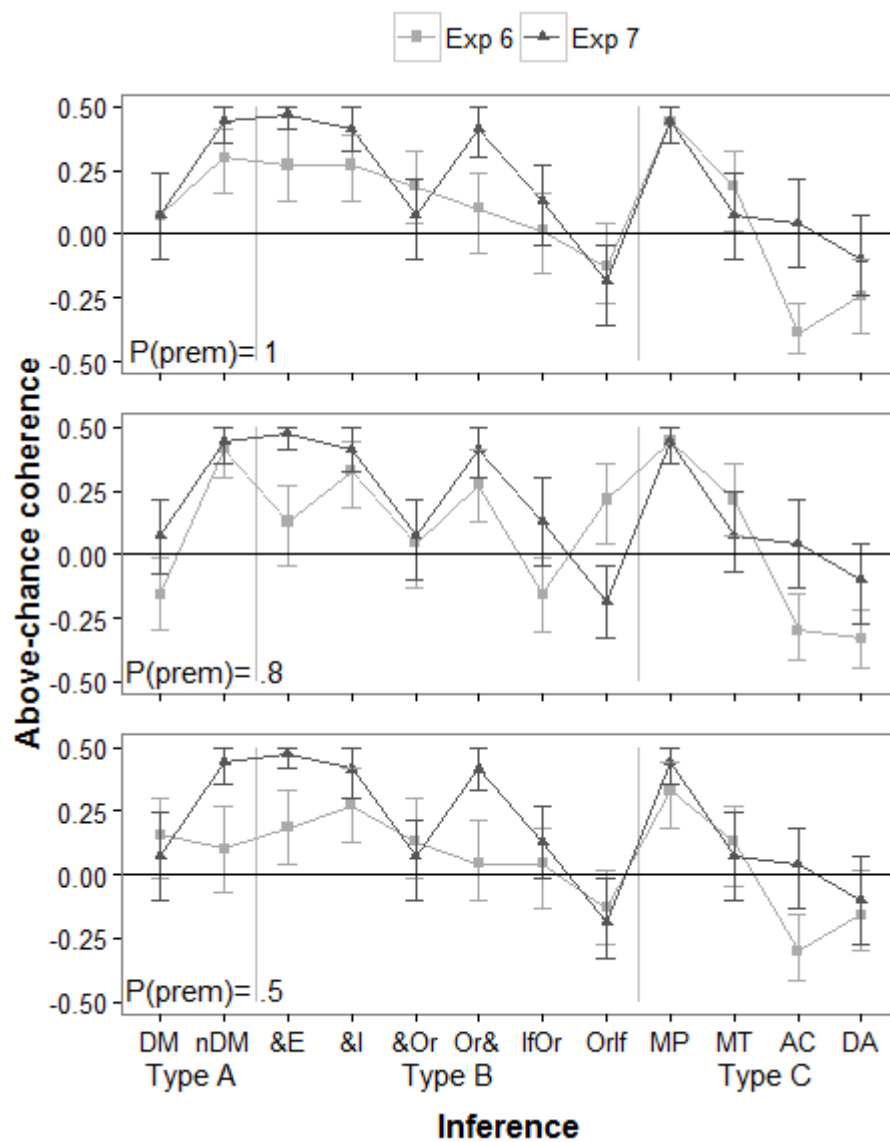 Exp 6 Exp 7
Above-chance coherence
0.50
0.25
0.00
-0.25
-0.50
P(prem)= 1
0.50
0.25
0.00
-0.25
-0.50
P(prem)= .8
0.50
0.25
0.00
-0.25
-0.50
P(prem)= .5
DM nDM &E &I &Or Or& IfOr OrIf MP MT AC DA
Type A Type B Type C
Inference